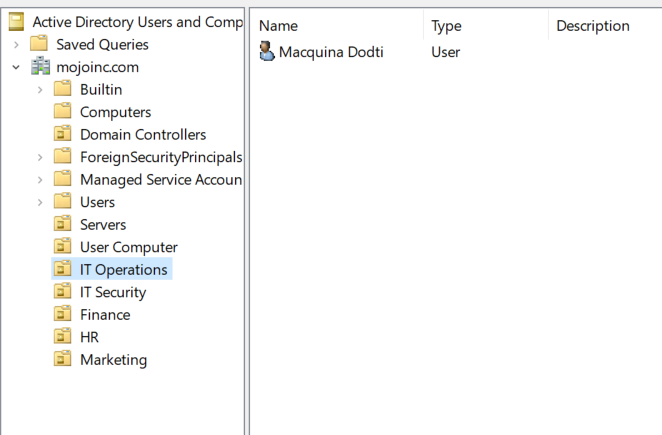 Active Directory Users and Comp
Saved Queries
mojoinc.com
Builtin
Computers
Domain Controllers
ForeignSecurityPrincipals
Managed Service Accoun
Users
Servers
User Computer
IT Operations
IT Security
Finance
HR
Marketing
Name Type Description
Macquina Dodti User